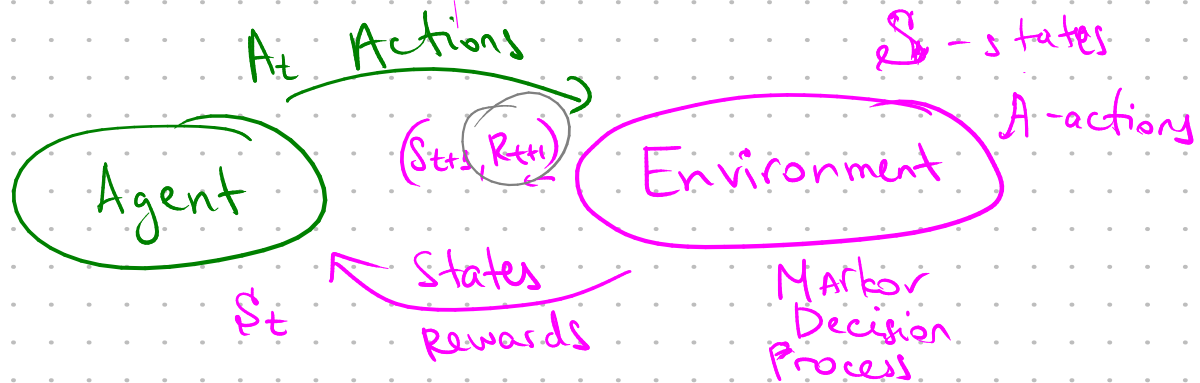 At Actions
S - states
A - actions
(St+1, Rt+1)
Agent
Environment
States
Rewards
St
Markov
Decision
Process